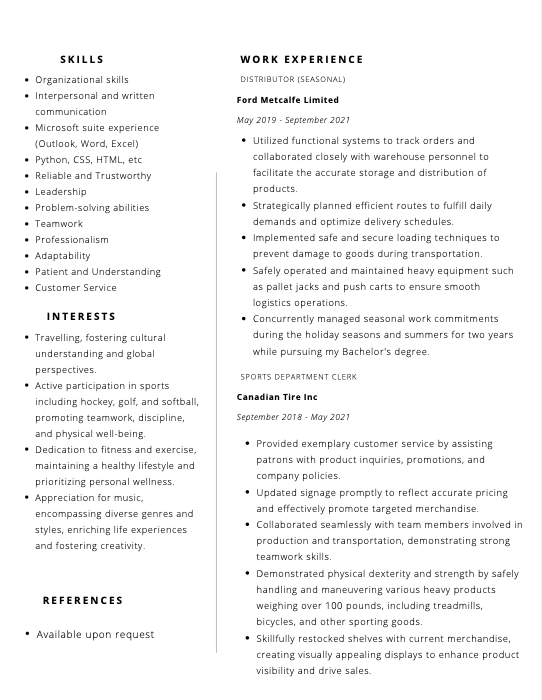 SKILLS
Organizational skills
Interpersonal and written
communication
Microsoft suite experience
(Outlook, Word, Excel)
Python, CSS, HTML, etc
Reliable and Trustworthy
Leadership
Problem-solving abilities
Teamwork
Professionalism
Adaptability
Patient and Understanding
Customer Service
INTERESTS
Travelling, fostering cultural
understanding and global
perspectives.
Active participation in sports
including hockey, golf, and softball,
promoting teamwork, discipline,
and physical well-being.
Dedication to fitness and exercise,
maintaining a healthy lifestyle and
prioritizing personal wellness.
Appreciation for music,
encompassing diverse genres and
styles, enriching life experiences
and fostering creativity.
REFERENCES
Available upon request
WORK EXPERIENCE
DISTRIBUTOR (SEASONAL)
Ford Metcalfe Limited
May 2019 - September 2021
Utilized functional systems to track orders and
collaborated closely with warehouse personnel to
facilitate the accurate storage and distribution of
products.
Strategically planned efficient routes to fulfill daily
demands and optimize delivery schedules.
Implemented safe and secure loading techniques to
prevent damage to goods during transportation.
Safely operated and maintained heavy equipment such
as pallet jacks and push carts to ensure smooth
logistics operations.
Concurrently managed seasonal work commitments
during the holiday seasons and summers for two years
while pursuing my Bachelor's degree.
SPORTS DEPARTMENT CLERK
Canadian Tire Inc
September 2018 - May 2021
Provided exemplary customer service by assisting
patrons with product inquiries, promotions, and
company policies.
Updated signage promptly to reflect accurate pricing
and effectively promote targeted merchandise.
Collaborated seamlessly with team members involved in
production and transportation, demonstrating strong
teamwork skills.
Demonstrated physical dexterity and strength by safely
handling and maneuvering various heavy products
weighing over 100 pounds, including treadmills,
bicycles, and other sporting goods.
Skillfully restocked shelves with current merchandise,
creating visually appealing displays to enhance product
visibility and drive sales.